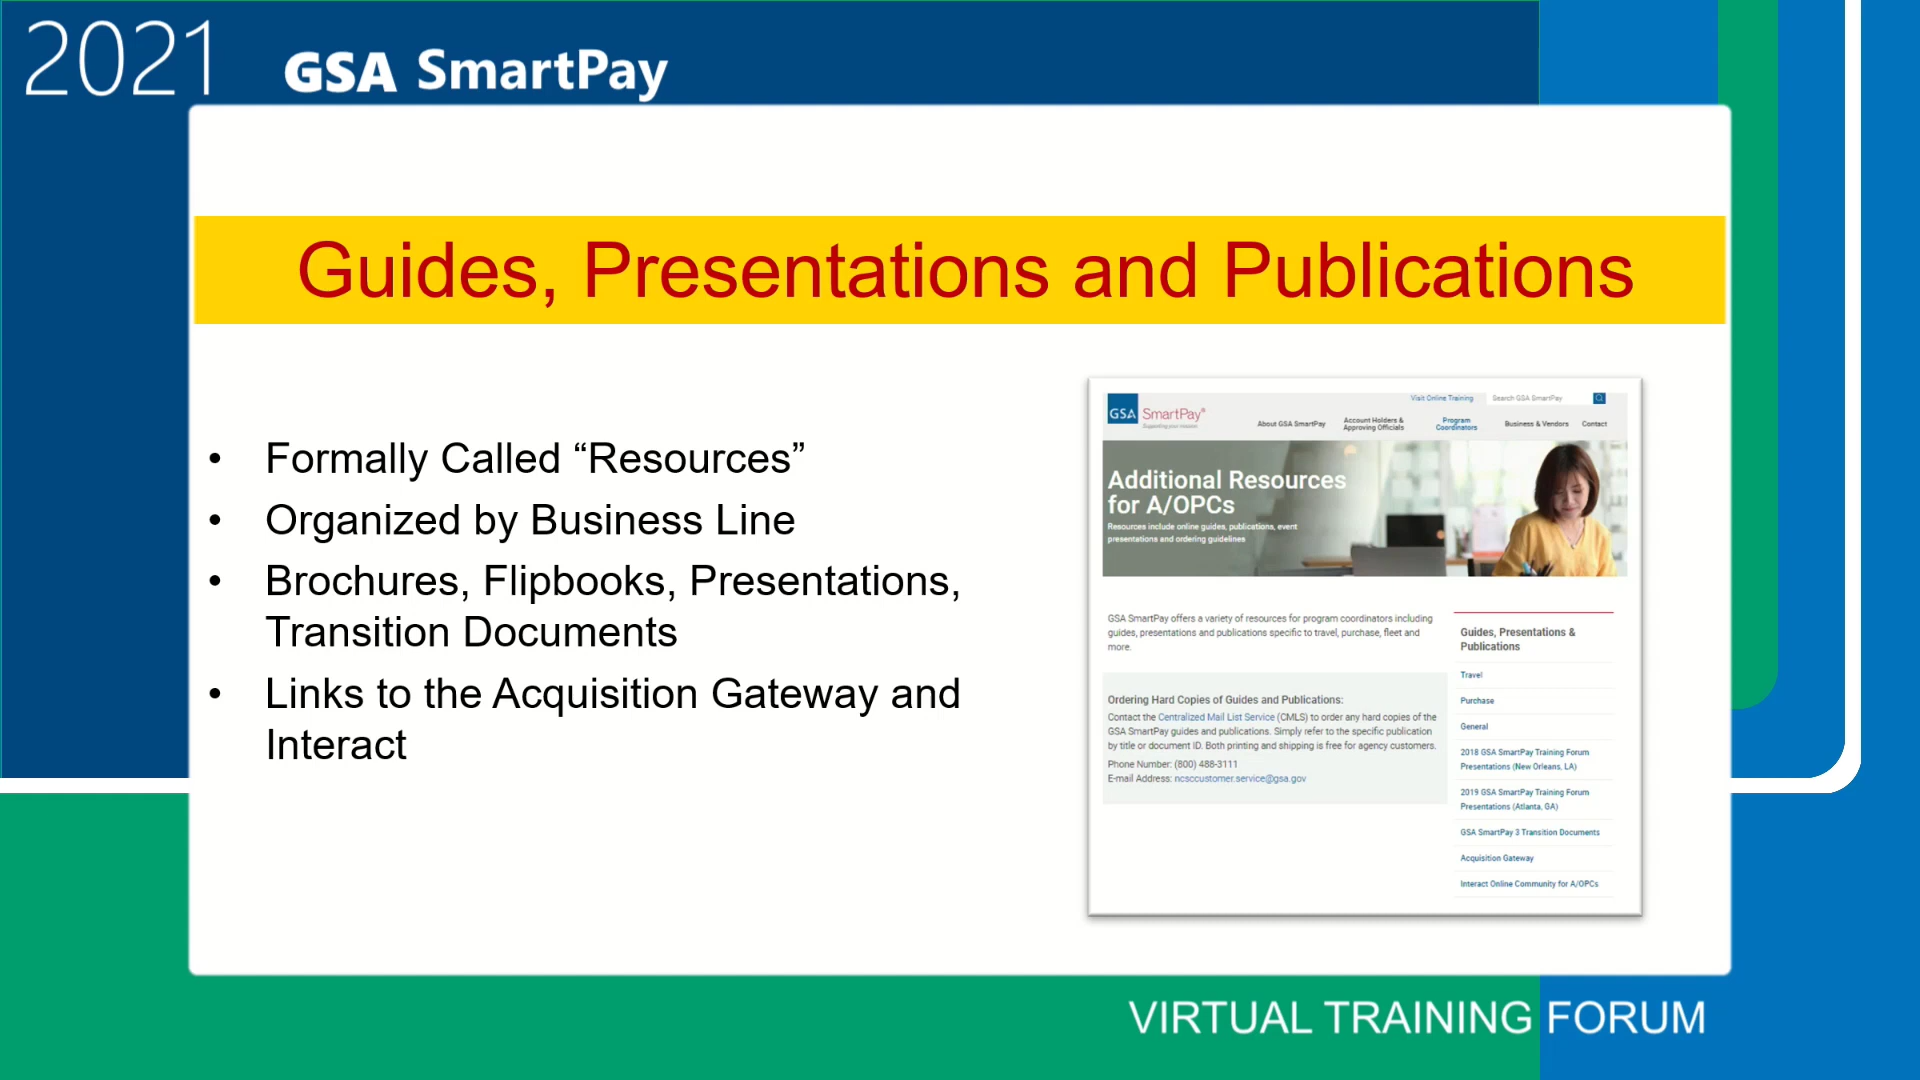 2021
GSA SmartPay
Guides, Presentations and Publications
• Formally Called “Resources”
• Organized by Business Line
• Brochures, Flipbooks, Presentations,
Transition Documents
• Links to the Acquisition Gateway and
Interact
Visit Online Training
Search GSA SmartPay
GSA SmartPay®
Supporting your mission
About GSA SmartPay
Account Holders &
Approving Officials
Program
Coordinators
Business & Vendors
Contact
Additional Resources
for A/OPCs
Resources include online guides, publications, event
presentations and ordering guidelines
GSA SmartPay offers a variety of resources for program coordinators including
guides, presentations and publications specific to travel, purchase, fleet and
more.
Ordering Hard Copies of Guides and Publications:
Contact the Centralized Mail List Service (CMLS) to order any hard copies of the
GSA SmartPay guides and publications. Simply refer to the specific publication
by title or document ID. Both printing and shipping is free for agency customers.
Phone Number: (800) 488-3111
E-mail Address: ncsccustomer.service@gsa.gov
Guides, Presentations &
Publications
Travel
Purchase
General
2018 GSA SmartPay Training Forum
Presentations (New Orleans, LA)
2019 GSA SmartPay Training Forum
Presentations (Atlanta, GA)
GSA SmartPay 3 Transition Documents
Acquisition Gateway
Interact Online Community for A/OPCs
VIRTUAL TRAINING FORUM